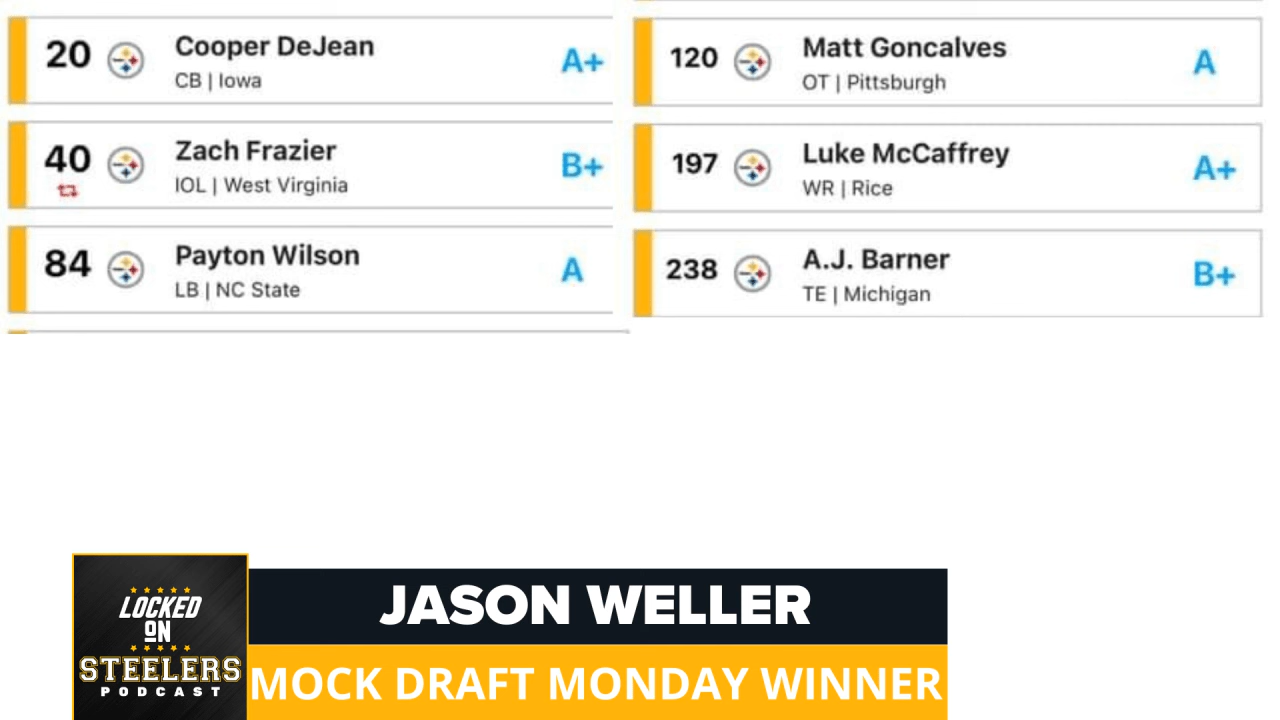 20
Cooper DeJean
CB | Iowa
A+
40
Zach Frazier
IOL | West Virginia
B+
84
Payton Wilson
LB | NC State
A
120
Matt Goncalves
OT | Pittsburgh
A
197
Luke McCaffrey
WR | Rice
A+
238
A.J. Barner
TE | Michigan
B+
LOCKED
ON
STEELERS
PODCAST
JASON WELLER
MOCK DRAFT MONDAY WINNER